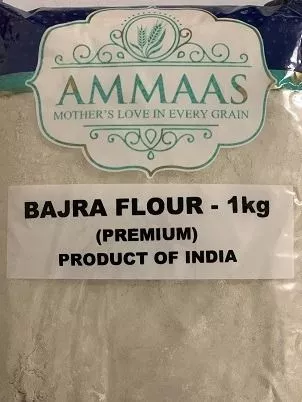 AMMAAS
MOTHER'S LOVE IN EVERY GRAIN
BAJRA FLOUR - 1kg
(PREMIUM)
PRODUCT OF INDIA